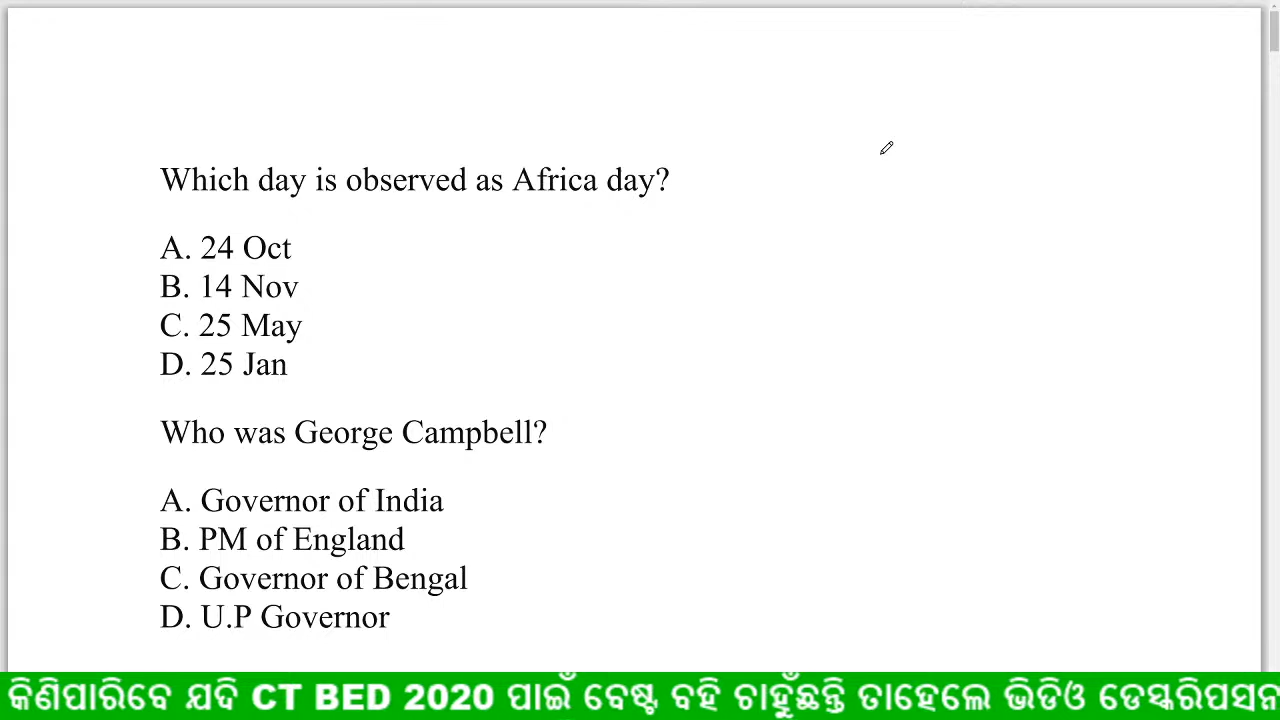 Which day is observed as Africa day?
A. 24 Oct
B. 14 Nov
C. 25 May
D. 25 Jan
Who was George Campbell?
A. Governor of India
B. PM of England
C. Governor of Bengal
D. U.P Governor
କିଣିପାରିବେ ଯଦି CT BED 2020 ପାଇଁ ବେଷ୍ଟ ବହି ଚାହୁଁଛନ୍ତି ତାହେଲେ ଭିଡିଓ ଡେସ୍କରିପସନ